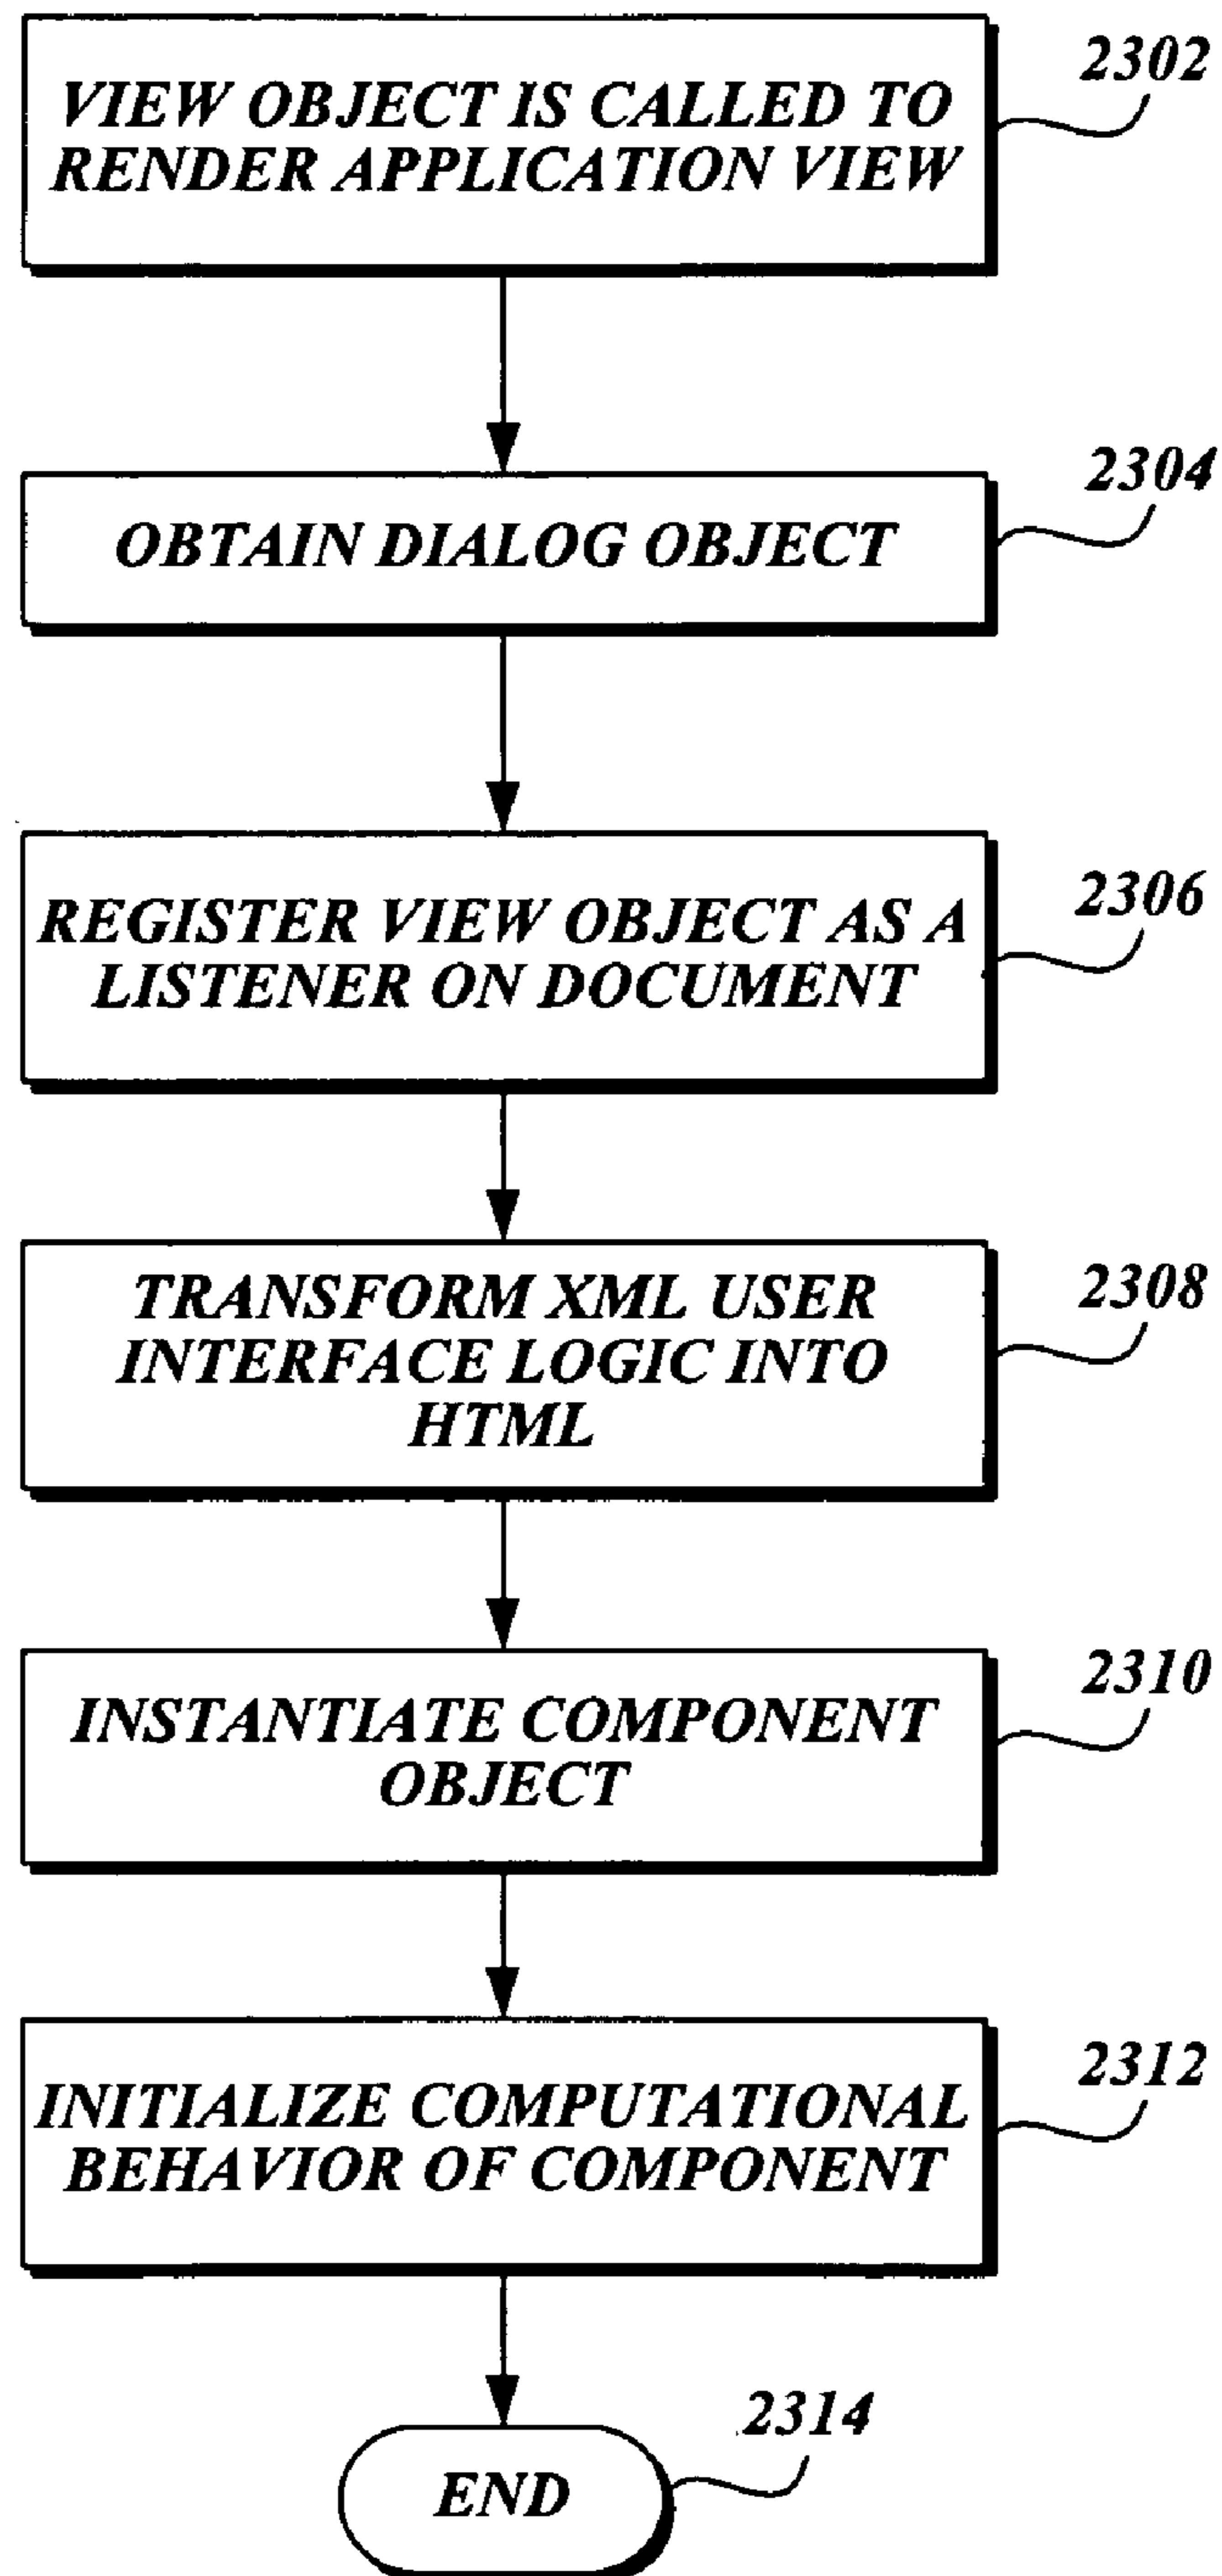 VIEW OBJECT IS CALLED TO
RENDER APPLICATION VIEW
2302
OBTAIN DIALOG OBJECT
2304
REGISTER VIEW OBJECT AS A
LISTENER ON DOCUMENT
2306
TRANSFORM XML USER
INTERFACE LOGIC INTO
HTML
2308
INSTANTIATE COMPONENT
OBJECT
2310
INITIALIZE COMPUTATIONAL
BEHAVIOR OF COMPONENT
2312
END
2314